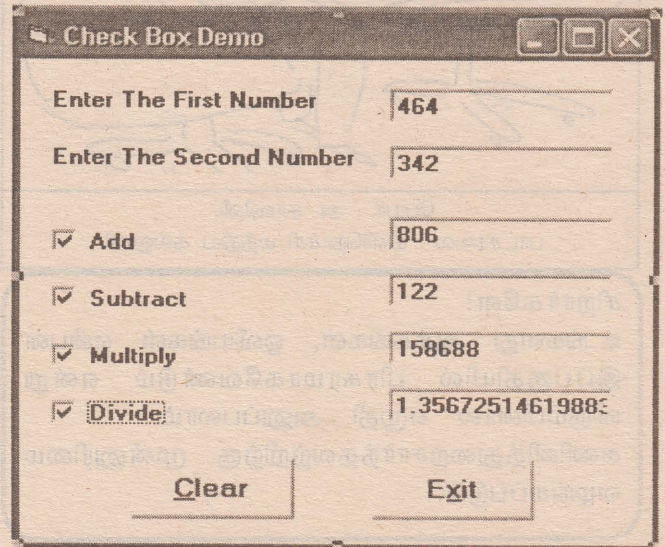 Check Box Demo
Enter The First Number 464
Enter The Second Number 342
Add 806
Subtract 122
Multiply 158688
Divide 1.3567251461988
Clear Exit